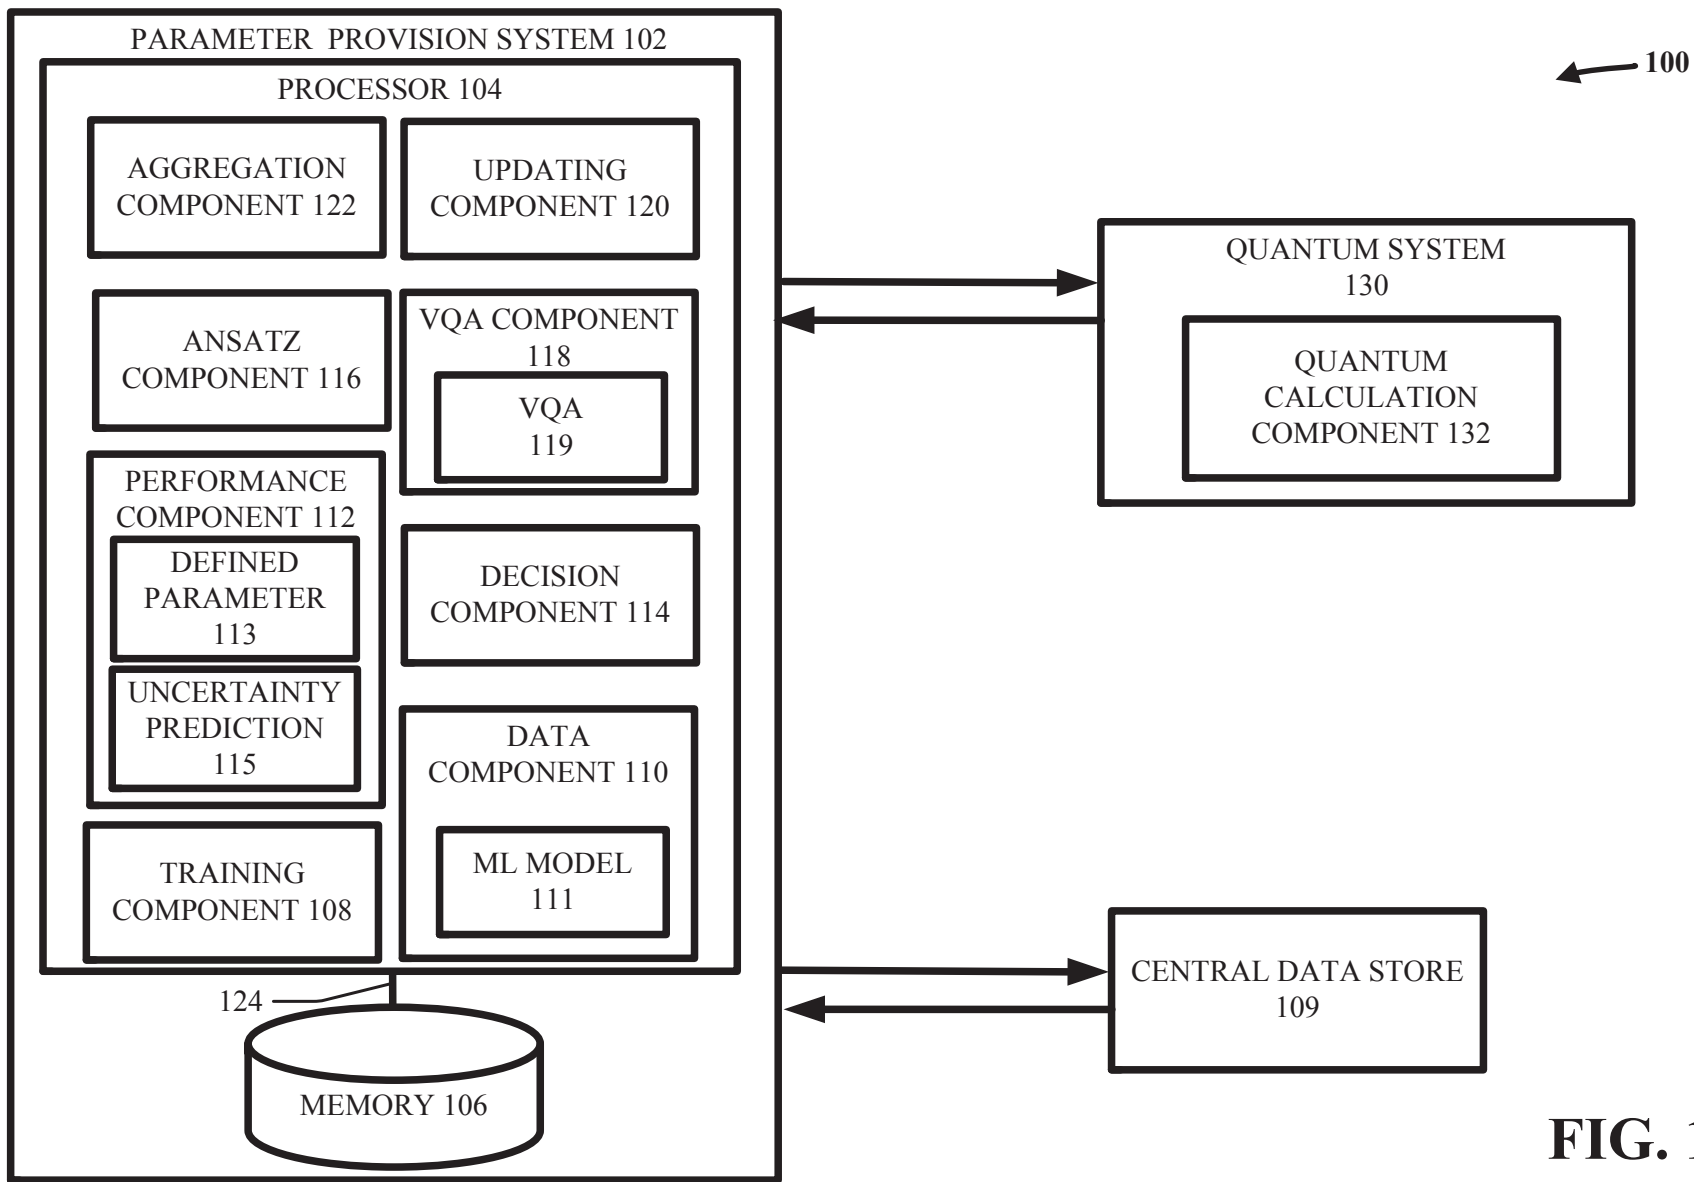 PARAMETER PROVISION SYSTEM 102
PROCESSOR 104
AGGREGATION
COMPONENT 122
UPDATING
COMPONENT 120
ANSATZ
COMPONENT 116
VQA COMPONENT
118
VQA
119
PERFORMANCE
COMPONENT 112
DEFINED
PARAMETER
113
UNCERTAINTY
PREDICTION
115
DECISION
COMPONENT 114
DATA
COMPONENT 110
ML MODEL
111
TRAINING
COMPONENT 108
124
MEMORY 106
100
QUANTUM SYSTEM
130
QUANTUM
CALCULATION
COMPONENT 132
CENTRAL DATA STORE
109
FIG. 1